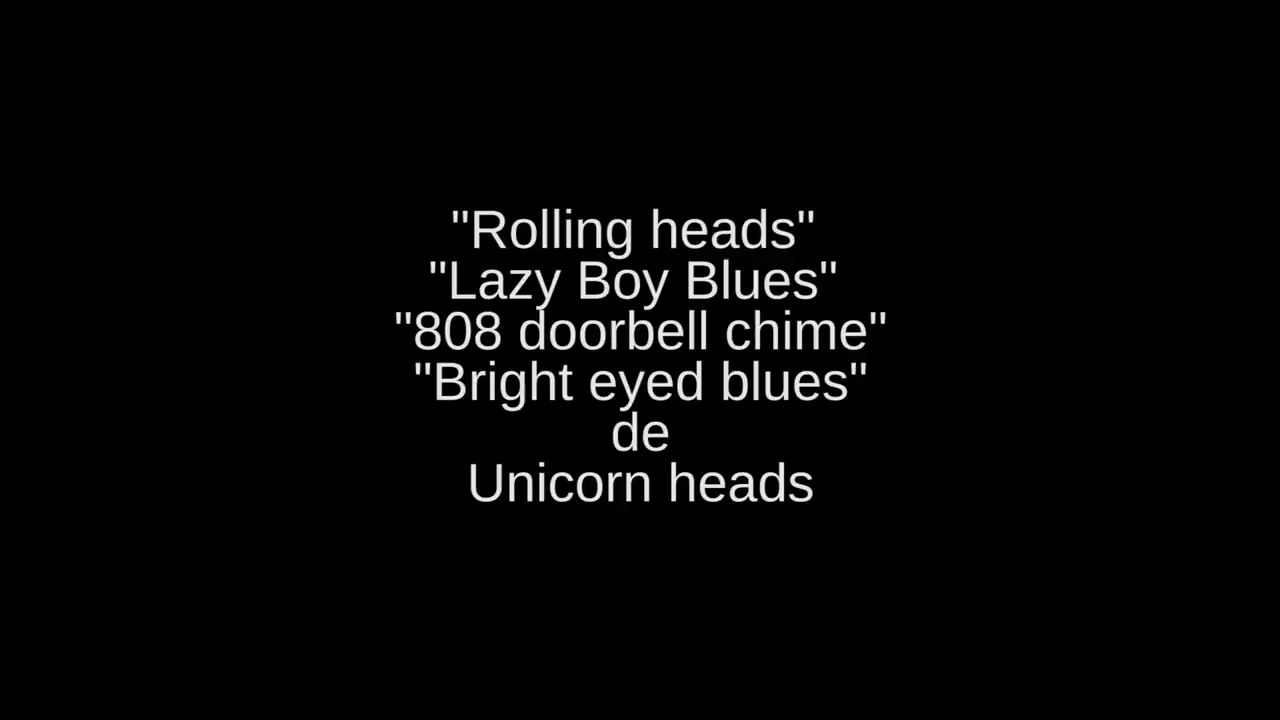 "Rolling heads"
"Lazy Boy Blues"
"808 doorbell chime"
"Bright eyed blues"
de
Unicorn heads